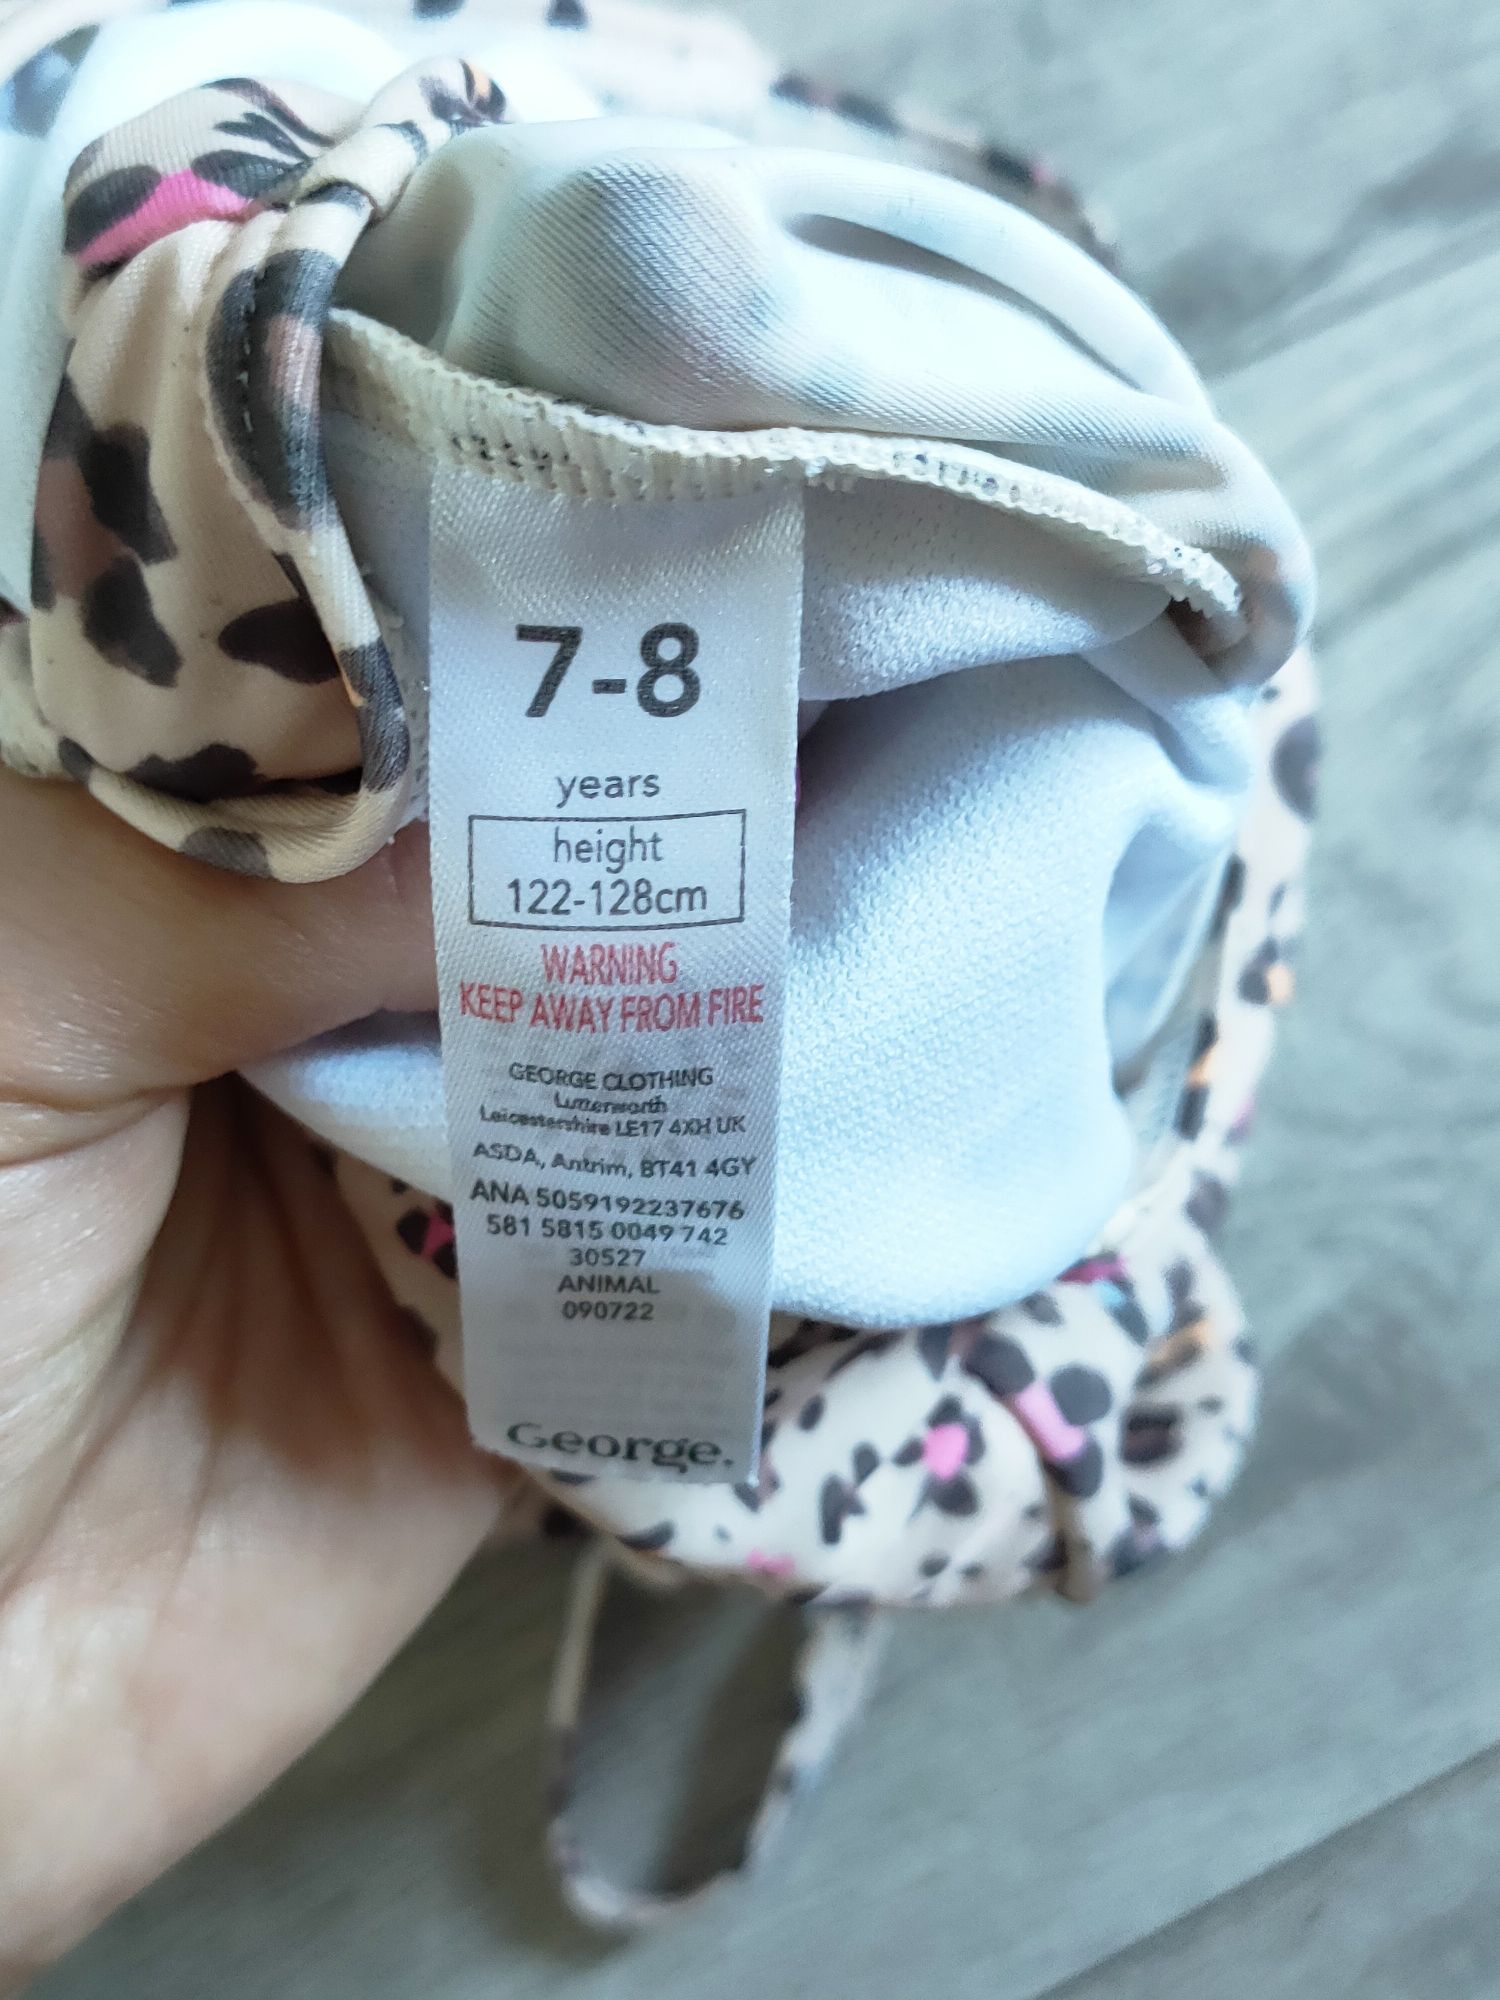 7-8
years
height
122-128cm
WARNING
KEEP AWAY FROM FIRE
GEORGE CLOTHING
Lutterworth
Leicestershire LE17 4XH UK
ASDA, Antrim, BT41 4GY
ANA 5059192237676
581 5815 0049 742
30527
ANIMAL
090722
George.